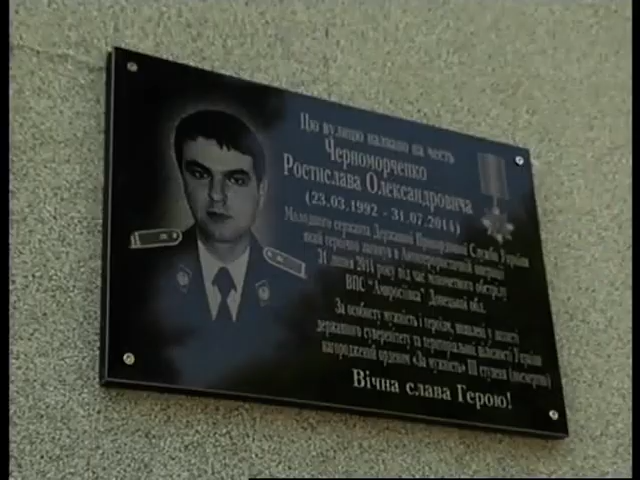 Цю вулицю названо на честь
Черноморченко
Ростислава Олександровича
(23.03.1992 - 31.07.2014)
Молодшого сержанта Державної Прикордонної Служби України
який героїчно загинув в Антитерористичній операції
31 липня 2014 року під час мінометного обстрілу
ВПС "Амвросіївка" Донецької обл.
За особисту мужність і героїзм, виявлені у захисті
державного суверенітету та територіальної цілісності України
нагороджений орденом «За мужність» III ступеня (посмертно)
Вічна слава Герою!